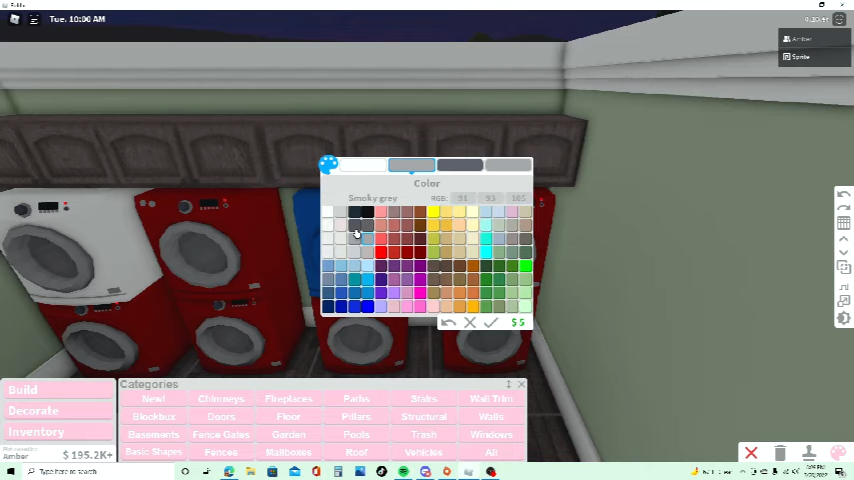 Roblox
Tue. 10:00 AM
Amber
Sprite
Color
Smoky grey
RGB: 91 93 105
$5
Build
Decorate
Inventory
Amber
$ 195.2K+
Categories
New! Chimneys Fireplaces Paths Stairs Wall Trim
Blockbux Doors Floor Pillars Structural Walls
Basements Fence Gates Garden Pools Trash Windows
Basic Shapes Fences Mailboxes Roof Vehicles All
Type here to search